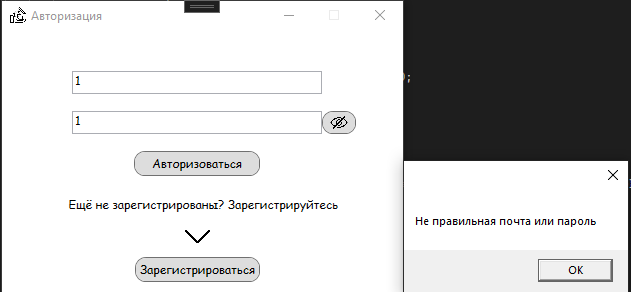 Авторизация
1
1
Авторизоваться
Ещё не зарегистрированы? Зарегистрируйтесь
Зарегистрироваться
);
Не правильная почта или пароль
OK